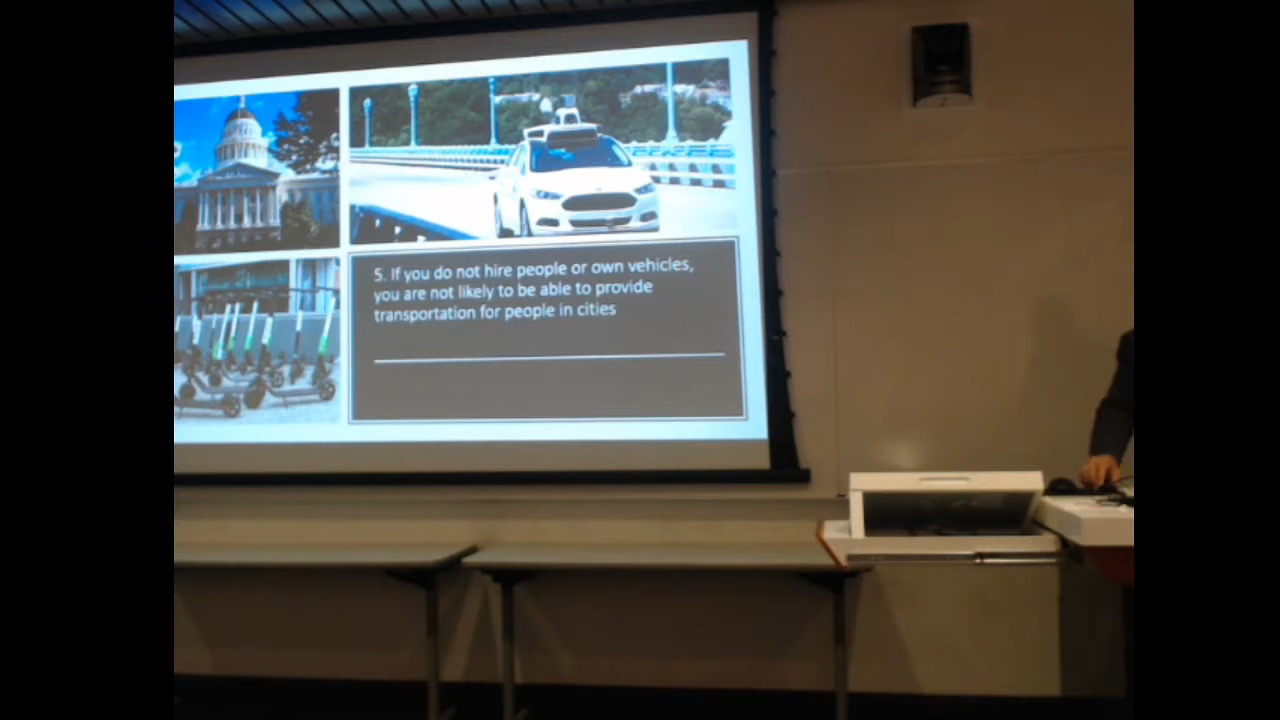 5. If you do not hire people or own vehicles,
you are not likely to be able to provide
transportation for people in cities